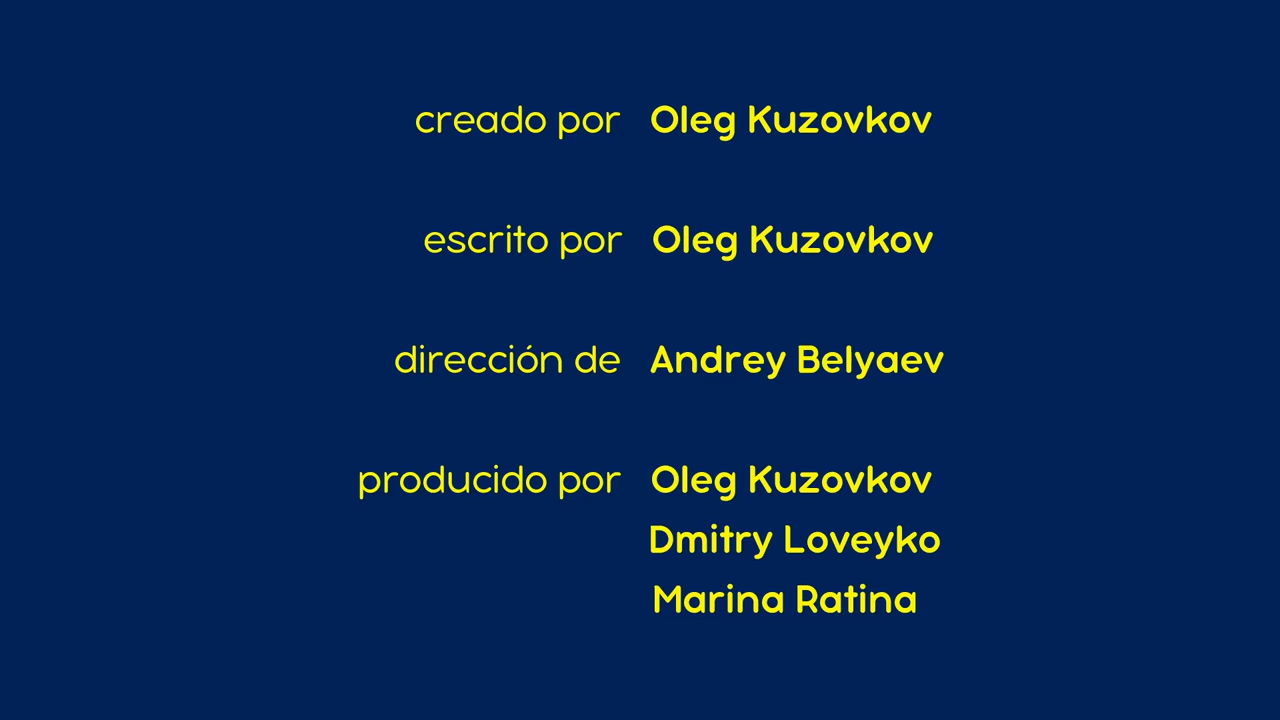 creado por Oleg Kuzovkov
escrito por Oleg Kuzovkov
dirección de Andrey Belyaev
producido por Oleg Kuzovkov
Dmitry Loveyko
Marina Ratina